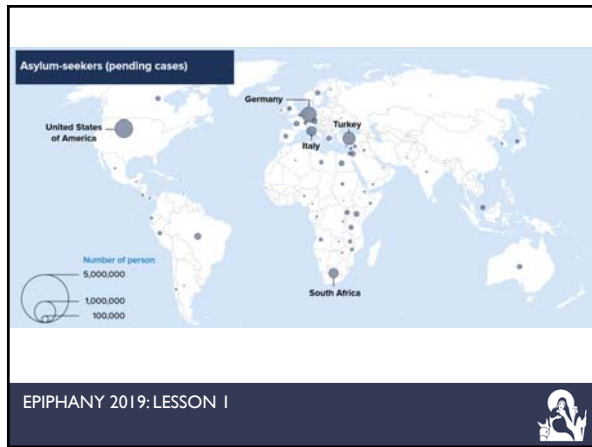 Asylum-seekers (pending cases)
Germany
United States
of America
Turkey
Italy
Number of person
5,000,000
1,000,000
100,000
South Africa
EPIPHANY 2019: LESSON 1